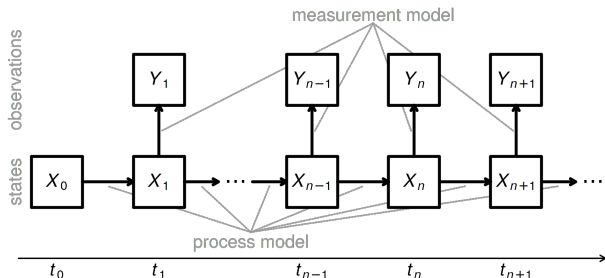 measurement model
observations
Y₁ Yₙ₋₁ Yₙ Yₙ₊₁
states
X₀ X₁ ... Xₙ₋₁ Xₙ Xₙ₊₁ ...
process model
t₀ t₁ tₙ₋₁ tₙ tₙ₊₁